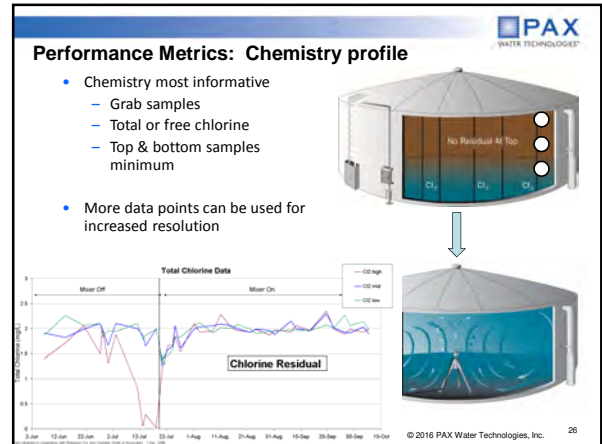 PAX
WATER TECHNOLOGIES
Performance Metrics: Chemistry profile
• Chemistry most informative
– Grab samples
– Total or free chlorine
– Top & bottom samples
minimum
• More data points can be used for
increased resolution
No Residual At Top
Cl₂ Cl₂ Cl₂
Total Chlorine Data
Mixer Off
Mixer On
Cl2 high
Cl2 mid
Cl2 low
Total Chlorine (mg/L)
3
2.5
2
1.5
1
0.5
0
Chlorine Residual
2-Jun 12-Jun 22-Jun 2-Jul 13-Jul 22-Jul 1-Aug 11-Aug 21-Aug 31-Aug 10-Sep 20-Sep 30-Sep 10-Oct
© 2016 PAX Water Technologies, Inc.
26